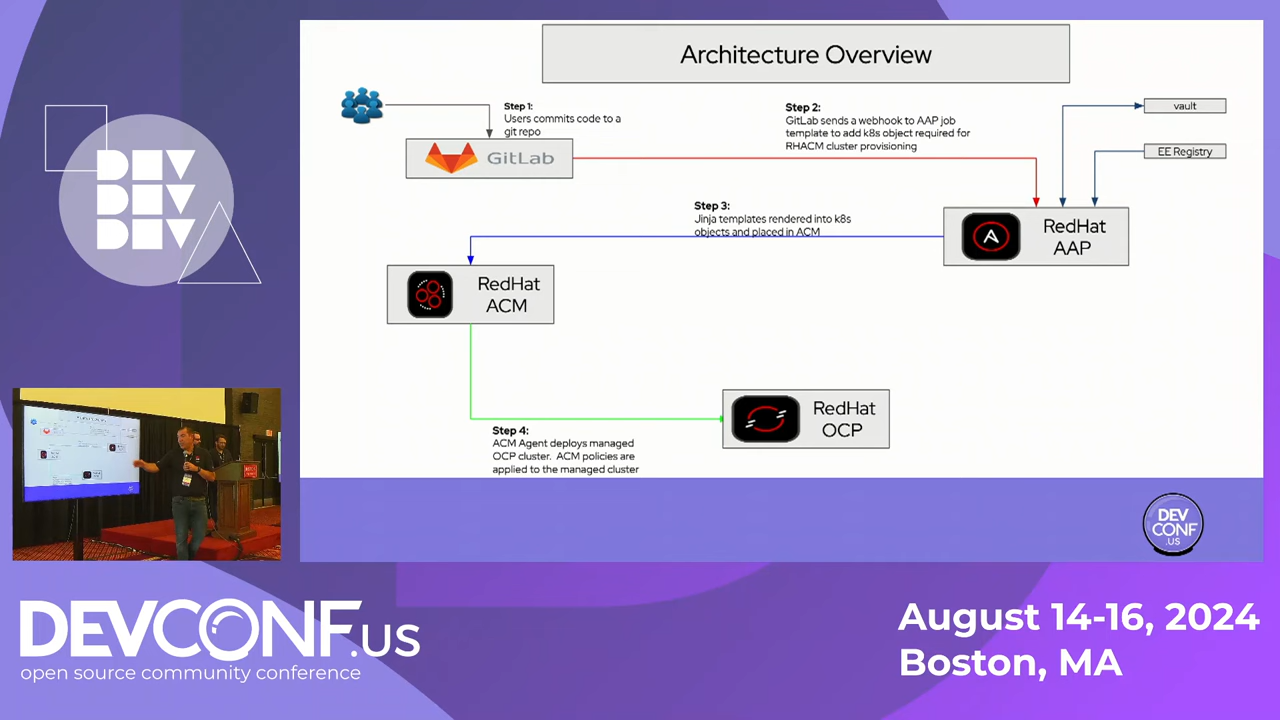 DEV
DEV
DEV
Architecture Overview
Step 1:
Users commits code to a
git repo
GitLab
Step 2:
GitLab sends a webhook to AAP job
template to add k8s object required for
RHACM cluster provisioning
vault
EE Registry
Step 3:
Jinja templates rendered into k8s
objects and placed in ACM
RedHat
AAP
RedHat
ACM
RedHat
OCP
Step 4:
ACM Agent deploys managed
OCP cluster. ACM policies are
applied to the managed cluster
DEV
CONF
.US
DEVCONF.us
open source community conference
August 14-16, 2024
Boston, MA